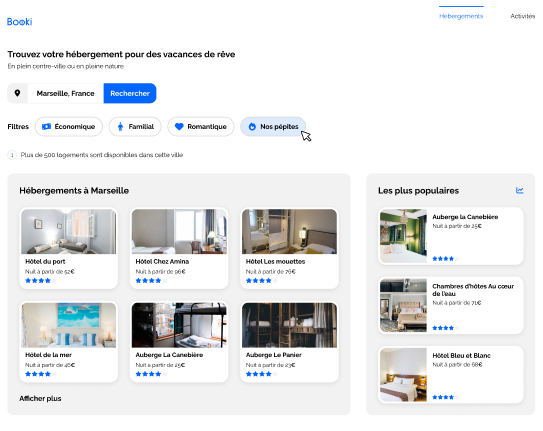 Booki
Hébergements
Activités
Trouvez votre hébergement pour des vacances de rêve
En plein centre-ville ou en pleine nature
Marseille, France
Rechercher
Filtres
Économique
Familial
Romantique
Nos pépites
Plus de 500 logements sont disponibles dans cette ville
Hébergements à Marseille
Hôtel du port
Nuit à partir de 52€
Hôtel Chez Amina
Nuit à partir de 96€
Hôtel Les mouettes
Nuit à partir de 76€
Hôtel de la mer
Nuit à partir de 46€
Auberge La Canebière
Nuit à partir de 25€
Auberge Le Panier
Nuit à partir de 23€
Afficher plus
Les plus populaires
Auberge la Canebière
Nuit à partir de 25€
Chambres d'hôtes Au cœur
de l'eau
Nuit à partir de 71€
Hôtel Bleu et Blanc
Nuit à partir de 68€